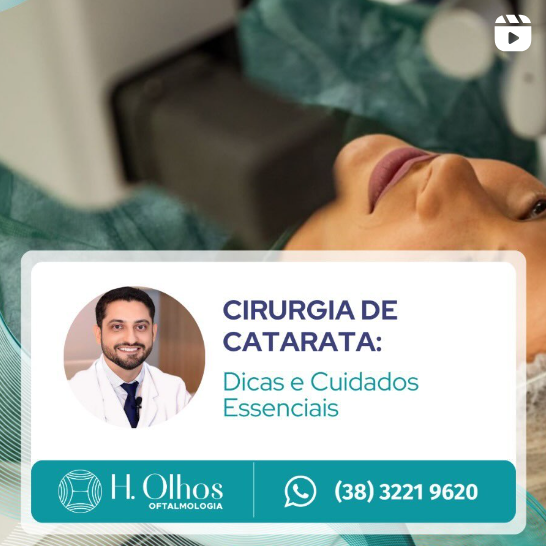 CIRURGIA DE
CATARATA:
Dicas e Cuidados
Essenciais
H. Olhos
OFTALMOLOGIA
(38) 3221 9620